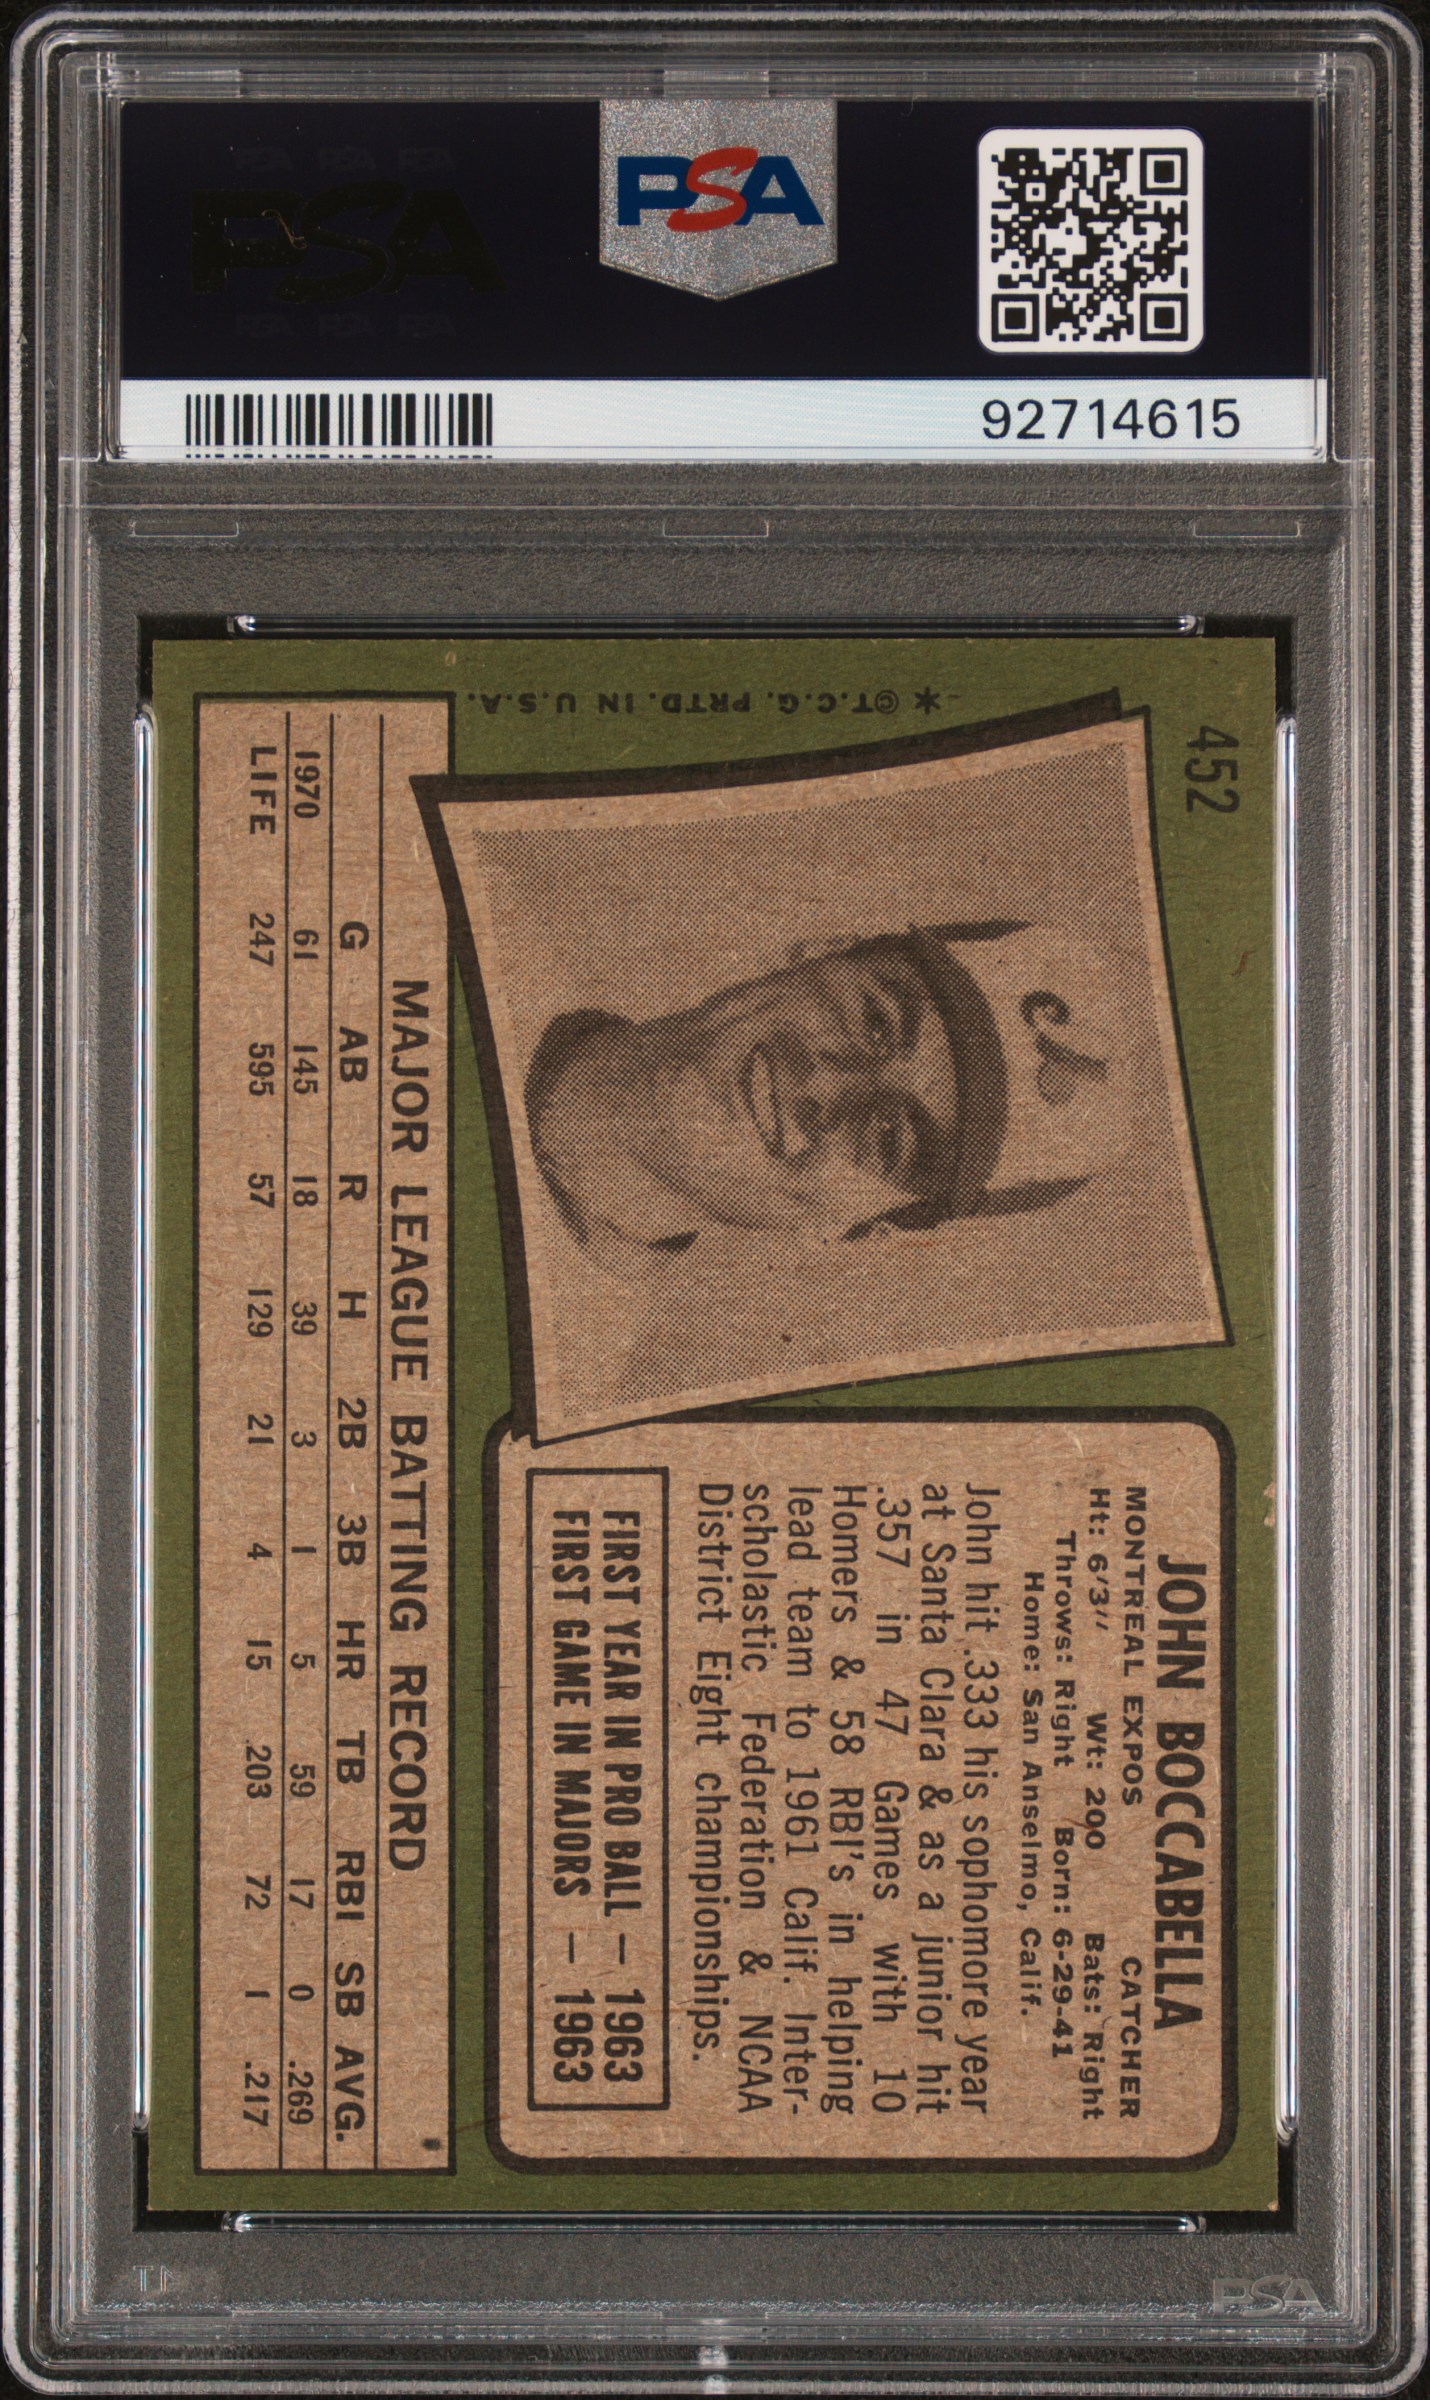 PSA
92714615
452
* ©T.C.G. PRTD. IN U.S.A.
JOHN BOCCABELLA
MONTREAL EXPOS CATCHER
Ht: 6'3" Wt: 200 Bats: Right
Throws: Right Born: 6-29-41
Home: San Anselmo, Calif.
John hit .333 his sophomore year
at Santa Clara & as a junior hit
.357 in 47 Games with 10
Homers & 58 RBI's in helping
lead team to 1961 Calif. Inter-
scholastic Federation & NCAA
District Eight championships.
FIRST YEAR IN PRO BALL — 1963
FIRST GAME IN MAJORS — 1963
MAJOR LEAGUE BATTING RECORD
G AB R H 2B 3B HR TB RBI SB AVG.
1970 61 145 18 39 3 1 5 59 17 0 .269
LIFE 247 595 57 129 21 4 15 203 72 1 .217
PSA